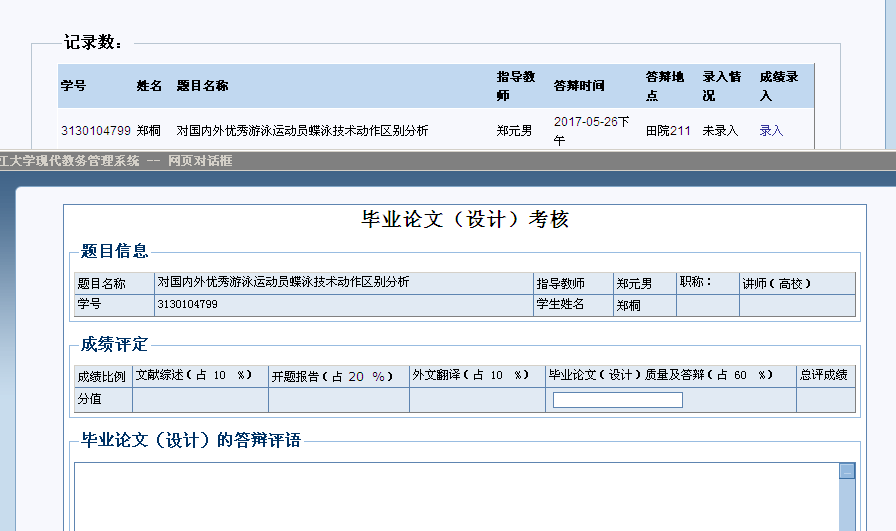 记录数：
学号 姓名 题目名称 指导教师 答辩时间 答辩地点 录入情况 成绩录入
3130104799 郑桐 对国内外优秀游泳运动员蝶泳技术动作区别分析 郑元男 2017-05-26下午 田院211 未录入 录入
江大学现代教务管理系统 -- 网页对话框
毕业论文（设计）考核
题目信息
题目名称 对国内外优秀游泳运动员蝶泳技术动作区别分析 指导教师 郑元男 职称： 讲师（高校）
学号 3130104799 学生姓名 郑桐
成绩评定
成绩比例 文献综述（占 10 %） 开题报告（占 20 %） 外文翻译（占 10 %） 毕业论文（设计）质量及答辩（占 60 %） 总评成绩
分值
毕业论文（设计）的答辩评语